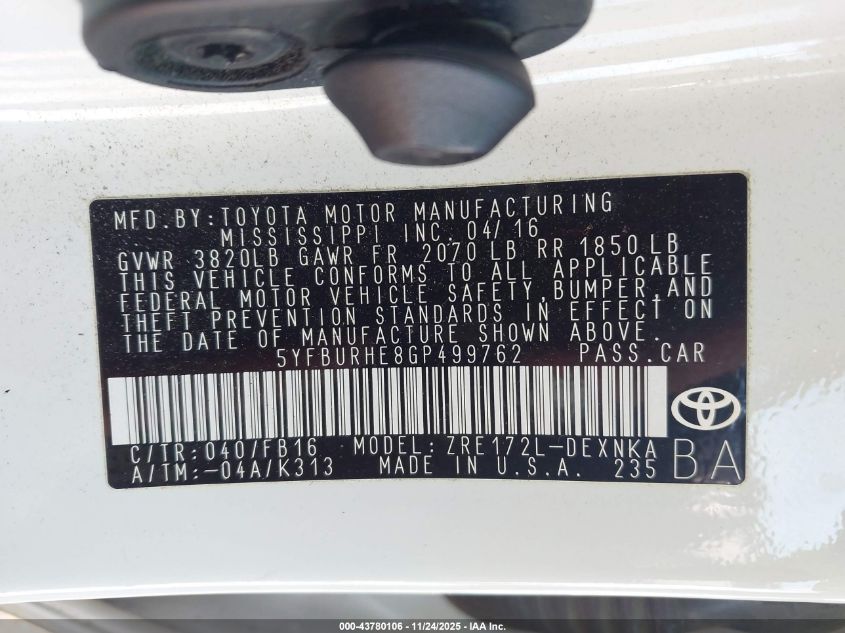 MFD.BY:TOYOTA MOTOR MANUFACTURING
MISSISSIPPI INC.04/16
GVWR 3820LB GAWR FR 2070 LB RR 1850 LB
THIS VEHICLE CONFORMS TO ALL APPLICABLE
FEDERAL MOTOR VEHICLE SAFETY,BUMPER,AND
THEFT PREVENTION STANDARDS IN EFFECT ON
THE DATE OF MANUFACTURE SHOWN ABOVE.
5YFBURHE8GP499762 PASS.CAR
C/TR:040/FB16 MODEL:ZRE172L-DEXNKA
A/TM:-04A/K313 MADE IN U.S.A. 235
BA
000-43780106 - 11/24/2025 - IAA Inc.